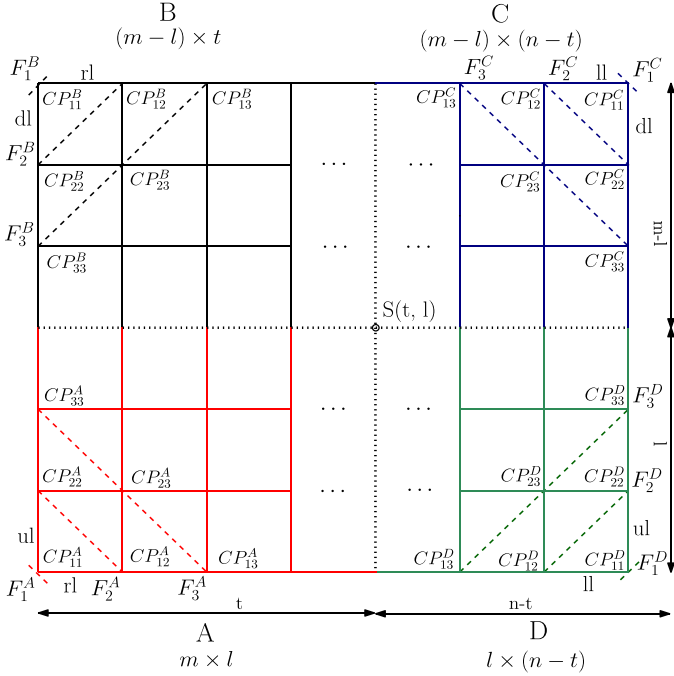 B C
(m − l) × t (m − l) × (n − t)
F_1^B rl F_3^C F_2^C ll F_1^C
CP_{11}^B CP_{12}^B CP_{13}^B CP_{13}^C CP_{12}^C CP_{11}^C
dl dl
F_2^B ... ...
CP_{22}^B CP_{23}^B CP_{23}^C CP_{22}^C
F_3^B ... ... m-l
CP_{33}^B CP_{33}^C
S(t, l)
CP_{33}^A CP_{33}^D F_3^D
... ...
l
CP_{22}^A CP_{23}^A CP_{23}^D CP_{22}^D F_2^D
... ...
ul ul
CP_{11}^A CP_{12}^A CP_{13}^A CP_{13}^D CP_{12}^D CP_{11}^D F_1^D
F_1^A rl F_2^A F_3^A ll
t n-t
A D
m × l l × (n − t)